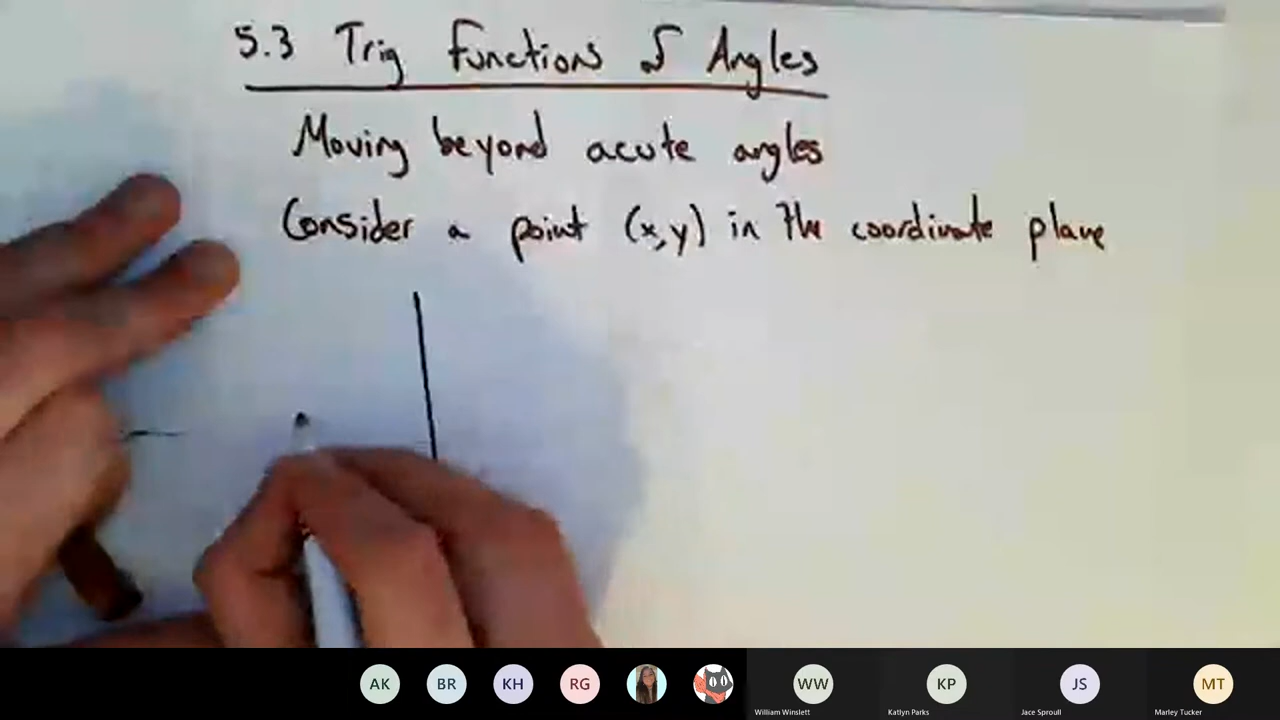 5.3 Trig Functions of Angles
Moving beyond acute angles
Consider a point (x,y) in the coordinate plane
AK BR KH RG WW KP JS MT
William Winslett Katlyn Parks Jace Sproull Marley Tucker